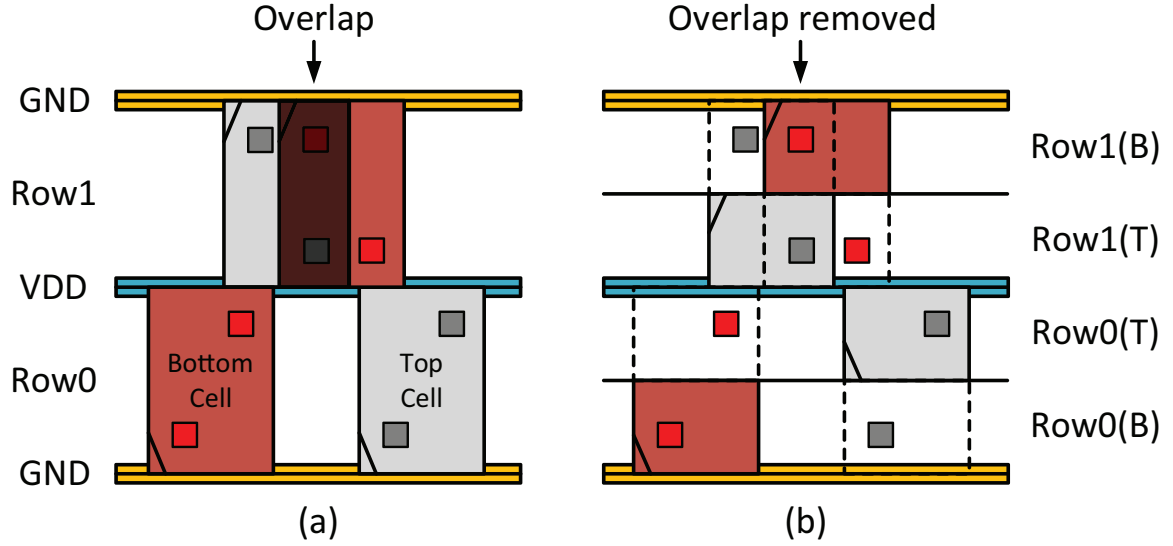 Overlap
GND
Row1
VDD
Row0
GND
Bottom
Cell
Top
Cell
(a)
Overlap removed
Row1(B)
Row1(T)
Row0(T)
Row0(B)
(b)